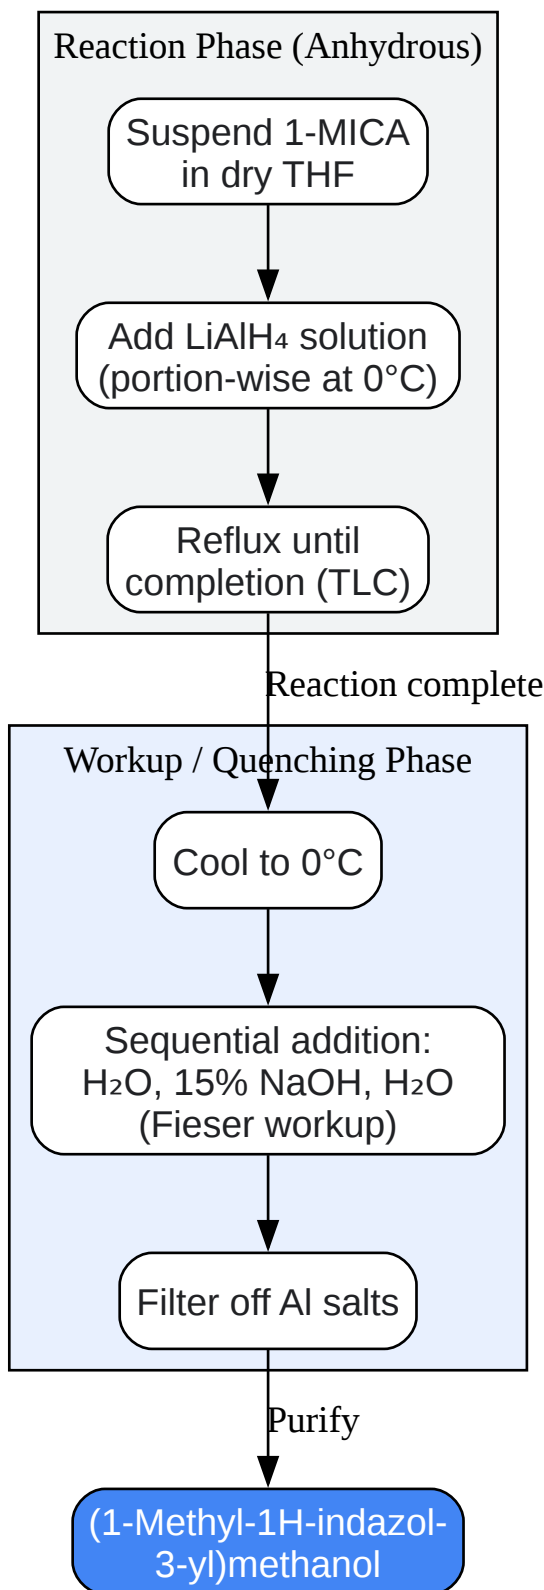 Reaction Phase (Anhydrous)
Suspend 1-MICA
in dry THF
Add LiAlH₄ solution
(portion-wise at 0°C)
Reflux until
completion (TLC)
Reaction complete
Workup / Quenching Phase
Cool to 0°C
Sequential addition:
H₂O, 15% NaOH, H₂O
(Fieser workup)
Filter off Al salts
Purify
(1-Methyl-1H-indazol-
3-yl)methanol